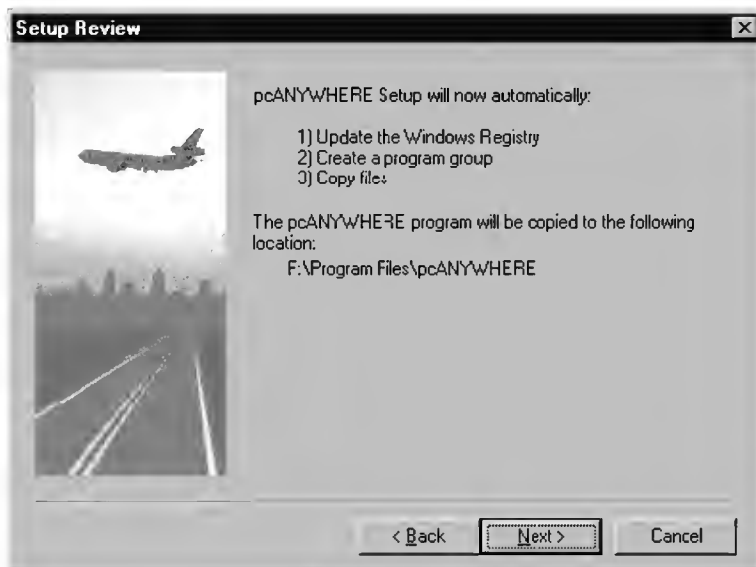 Setup Review
pcANYWHERE Setup will now automatically:
1) Update the Windows Registry
2) Create a program group
3) Copy files
The pcANYWHERE program will be copied to the following
location:
F:\Program Files\pcANYWHERE
< Back
Next >
Cancel